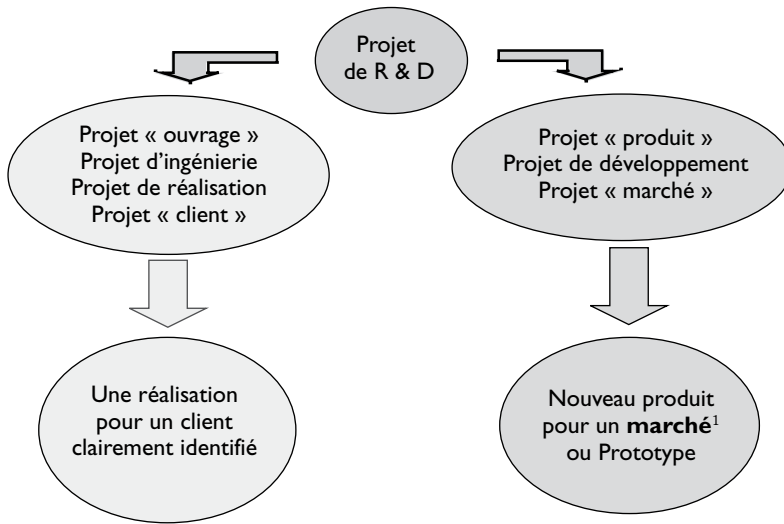 Projet
de R & D
Projet « ouvrage »
Projet d’ingénierie
Projet de réalisation
Projet « client »
Projet « produit »
Projet de développement
Projet « marché »
Une réalisation
pour un client
clairement identifié
Nouveau produit
pour un marché¹
ou Prototype